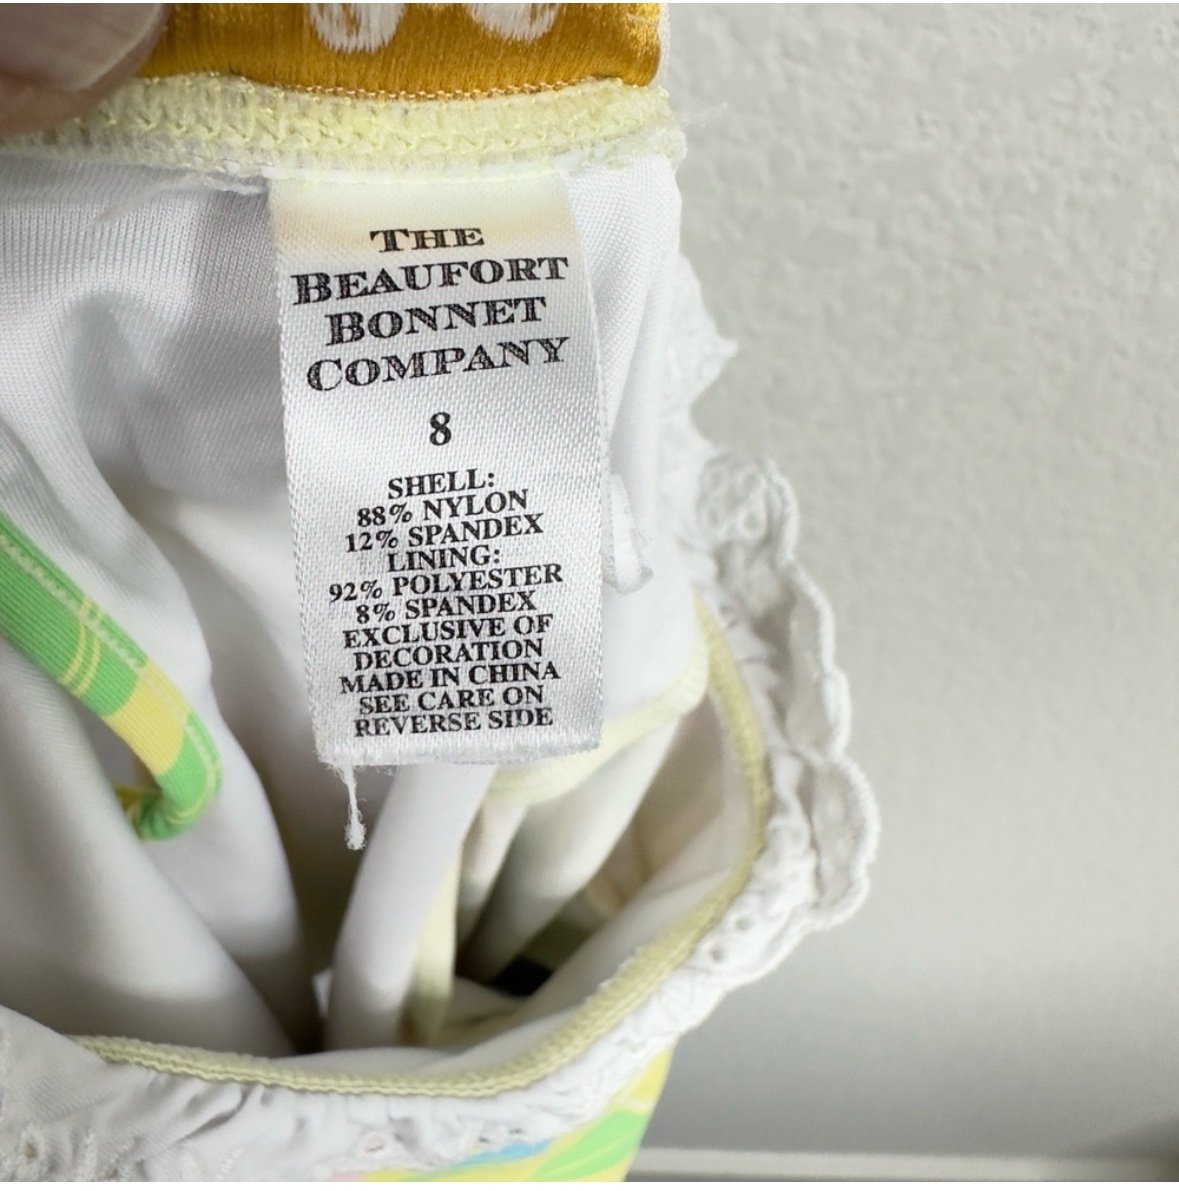 THE
BEAUFORT
BONNET
COMPANY
8
SHELL:
88% NYLON
12% SPANDEX
LINING:
92% POLYESTER
8% SPANDEX
EXCLUSIVE OF
DECORATION
MADE IN CHINA
SEE CARE ON
REVERSE SIDE